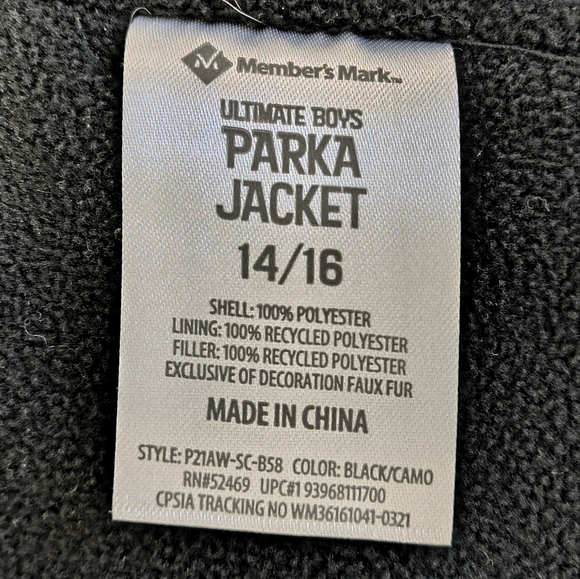 Member's Mark™
ULTIMATE BOYS
PARKA
JACKET
14/16
SHELL: 100% POLYESTER
LINING: 100% RECYCLED POLYESTER
FILLER: 100% RECYCLED POLYESTER
EXCLUSIVE OF DECORATION FAUX FUR
MADE IN CHINA
STYLE: P21AW-SC-B58 COLOR: BLACK/CAMO
RN#52469 UPC#1 93968111700
CPSIA TRACKING NO WM36161041-0321